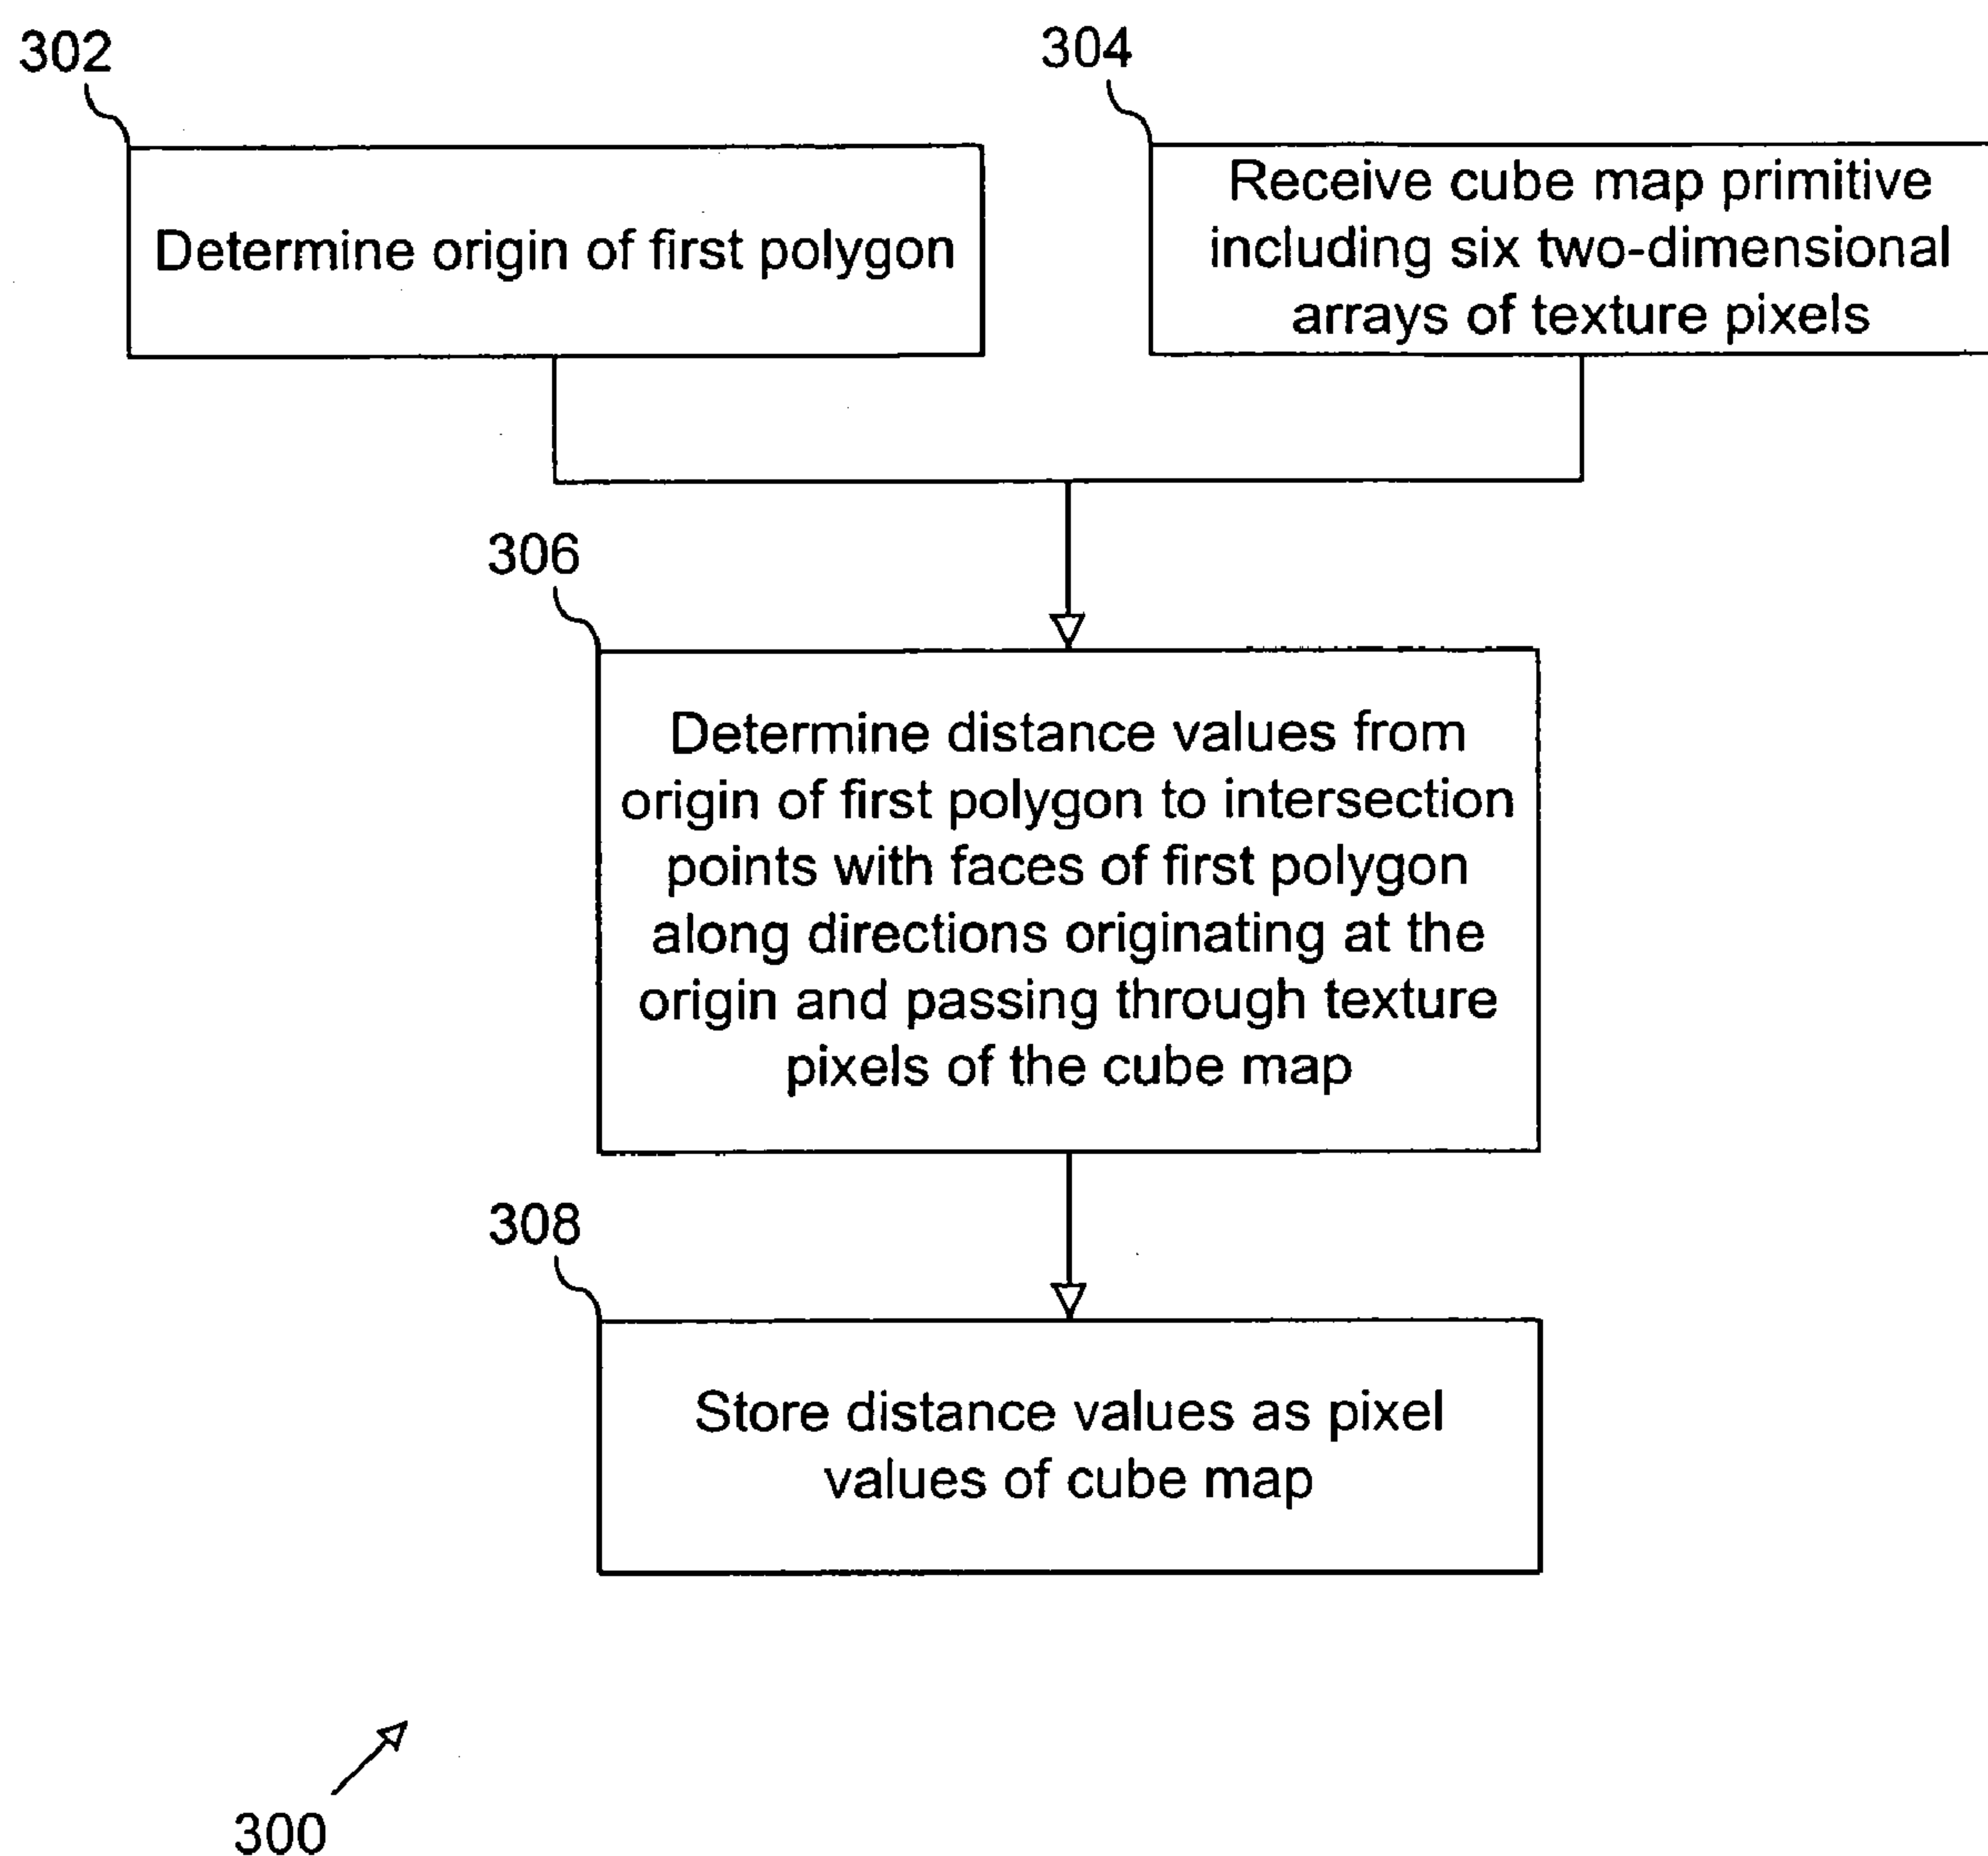 302
Determine origin of first polygon
304
Receive cube map primitive
including six two-dimensional
arrays of texture pixels
306
Determine distance values from
origin of first polygon to intersection
points with faces of first polygon
along directions originating at the
origin and passing through texture
pixels of the cube map
308
Store distance values as pixel
values of cube map
300